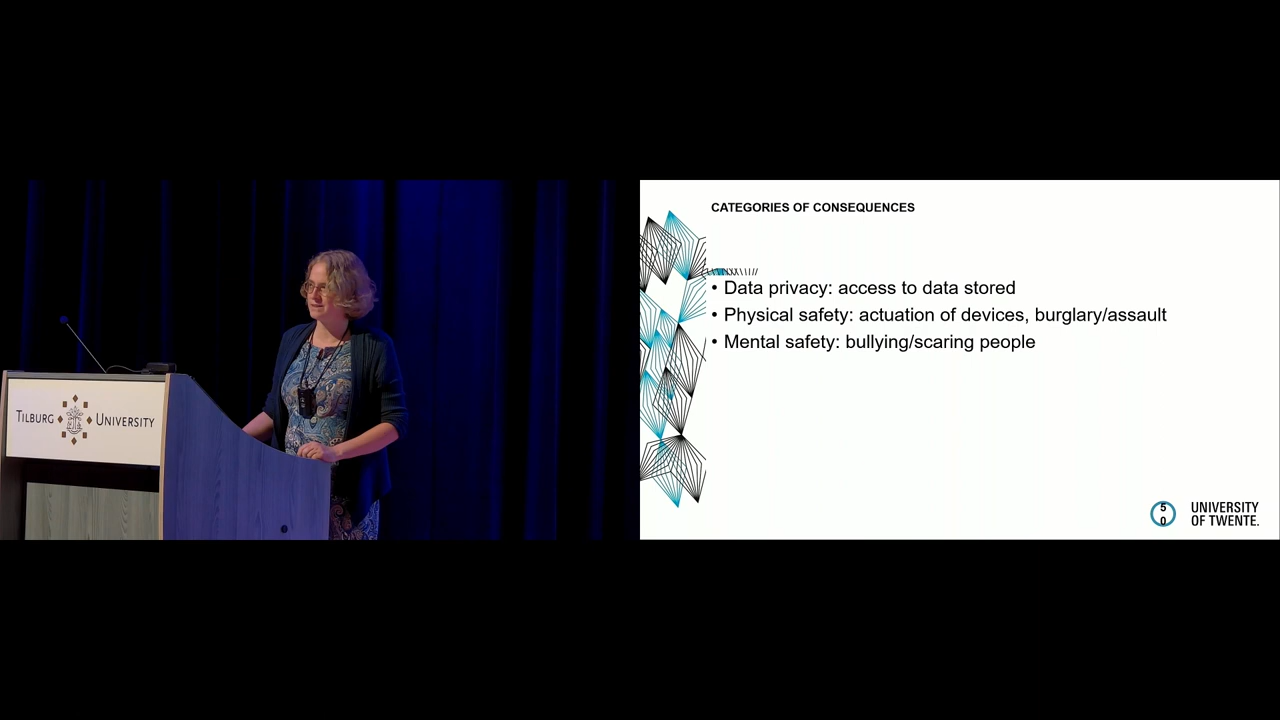 TILBURG UNIVERSITY
CATEGORIES OF CONSEQUENCES
• Data privacy: access to data stored
• Physical safety: actuation of devices, burglary/assault
• Mental safety: bullying/scaring people
50
UNIVERSITY
OF TWENTE.